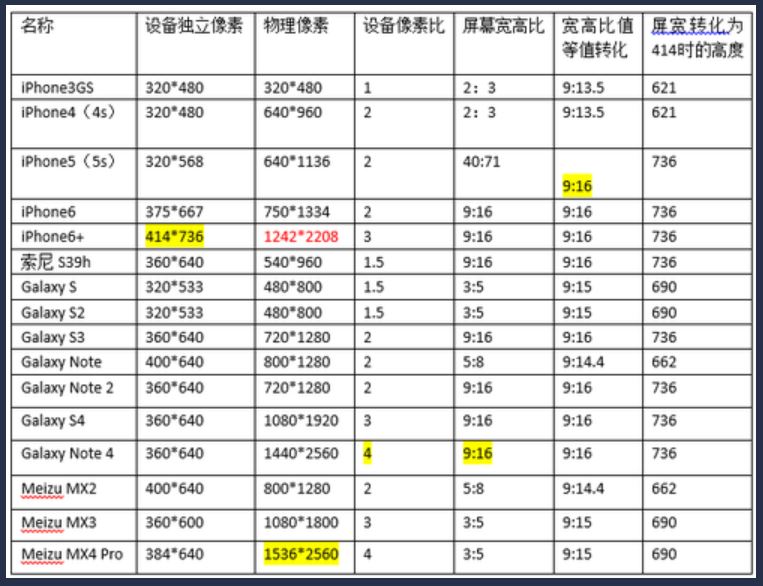 名称 设备独立像素 物理像素 设备像素比 屏幕宽高比 宽高比值 屏宽转化为
等值转化 414时的高度
iPhone3GS 320*480 320*480 1 2：3 9:13.5 621
iPhone4（4s） 320*480 640*960 2 2：3 9:13.5 621
iPhone5（5s） 320*568 640*1136 2 40:71 736
9:16
iPhone6 375*667 750*1334 2 9:16 9:16 736
iPhone6+ 414*736 1242*2208 3 9:16 9:16 736
索尼 S39h 360*640 540*960 1.5 9:16 9:16 736
Galaxy S 320*533 480*800 1.5 3:5 9:15 690
Galaxy S2 320*533 480*800 1.5 3:5 9:15 690
Galaxy S3 360*640 720*1280 2 9:16 9:16 736
Galaxy Note 400*640 800*1280 2 5:8 9:14.4 662
Galaxy Note 2 360*640 720*1280 2 9:16 9:16 736
Galaxy S4 360*640 1080*1920 3 9:16 9:16 736
Galaxy Note 4 360*640 1440*2560 4 9:16 9:16 736
Meizu MX2 400*640 800*1280 2 5:8 9:14.4 662
Meizu MX3 360*600 1080*1800 3 3:5 9:15 690
Meizu MX4 Pro 384*640 1536*2560 4 3:5 9:15 690